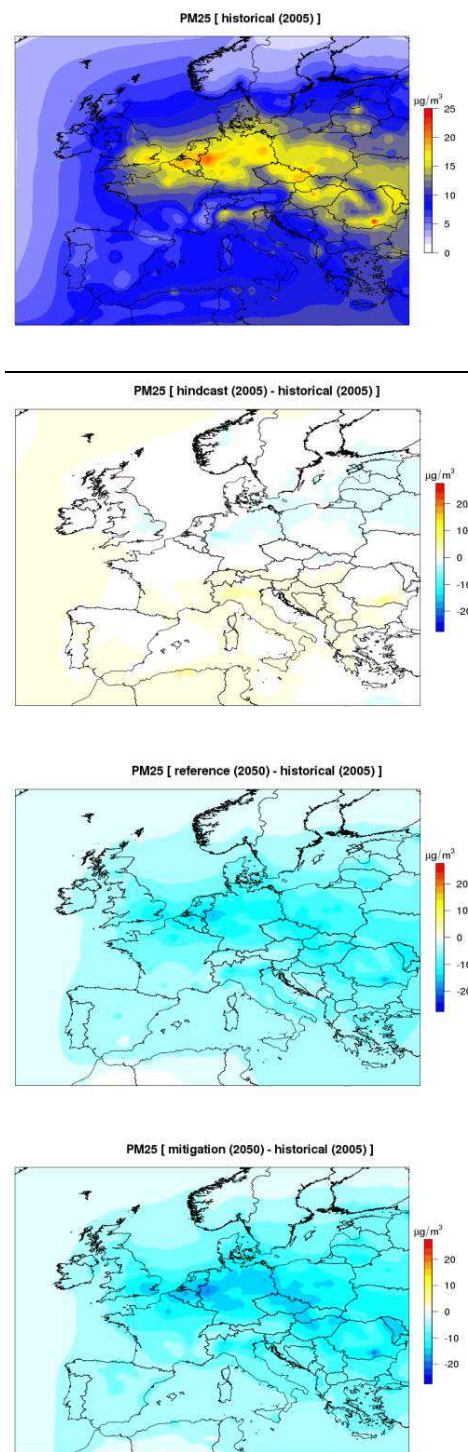 PM25 [ historical (2005) ]
µg/m³
25
20
15
10
5
0
PM25 [ hindcast (2005) - historical (2005) ]
µg/m³
20
10
0
-10
-20
PM25 [ reference (2050) - historical (2005) ]
µg/m³
20
10
0
-10
-20
PM25 [ mitigation (2050) - historical (2005) ]
µg/m³
20
10
0
-10
-20